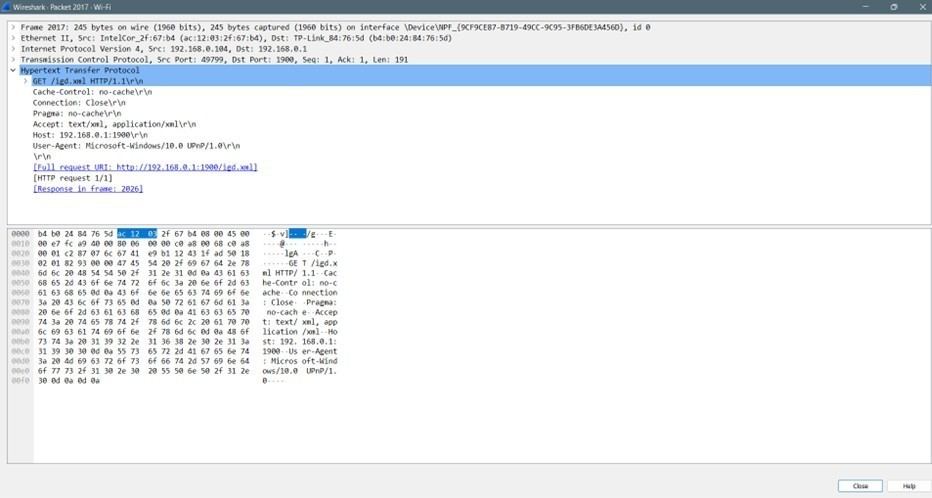 Wireshark · Packet 2017 · Wi-Fi
Frame 2017: 245 bytes on wire (1960 bits), 245 bytes captured (1960 bits) on interface \Device\NPF_{9CF9CE87-B719-49CC-9C95-3FB6DE3A456D}, id 0
Ethernet II, Src: IntelCor_2f:67:b4 (ac:12:03:2f:67:b4), Dst: TP-Link_84:76:5d (b4:b0:24:84:76:5d)
Internet Protocol Version 4, Src: 192.168.0.104, Dst: 192.168.0.1
Transmission Control Protocol, Src Port: 49799, Dst Port: 1900, Seq: 1, Ack: 1, Len: 191
Hypertext Transfer Protocol
GET /igd.xml HTTP/1.1\r\n
Cache-Control: no-cache\r\n
Connection: Close\r\n
Pragma: no-cache\r\n
Accept: text/xml, application/xml\r\n
Host: 192.168.0.1:1900\r\n
User-Agent: Microsoft-Windows/10.0 UPnP/1.0\r\n
\r\n
[Full request URI: http://192.168.0.1:1900/igd.xml]
[HTTP request 1/1]
[Response in frame: 2026]
0000 b4 b0 24 84 76 5d ac 12 03 2f 67 b4 08 00 45 00 ··$·v]·· ·/g···E·
0010 00 e7 fc a9 40 00 80 06 00 00 c0 a8 00 68 c0 a8 ····@··· ·····h··
0020 00 01 c2 87 07 6c 67 41 e9 b1 12 43 1f ad 50 18 ·····lgA ···C··P·
0030 02 01 82 93 00 00 47 45 54 20 2f 69 67 64 2e 78 ······GE T /igd.x
0040 6d 6c 20 48 54 54 50 2f 31 2e 31 0d 0a 43 61 63 ml HTTP/ 1.1··Cac
0050 68 65 2d 43 6f 6e 74 72 6f 6c 3a 20 6e 6f 2d 63 he-Contr ol: no-c
0060 61 63 68 65 0d 0a 43 6f 6e 6e 65 63 74 69 6f 6e ache··Co nnection
0070 3a 20 43 6c 6f 73 65 0d 0a 50 72 61 67 6d 61 3a : Close· ·Pragma:
0080 20 6e 6f 2d 63 61 63 68 65 0d 0a 41 63 63 65 70 no-cach e··Accep
0090 74 3a 20 74 65 78 74 2f 78 6d 6c 2c 20 61 70 70 t: text/ xml, app
00a0 6c 69 63 61 74 69 6f 6e 2f 78 6d 6c 0d 0a 48 6f lication /xml··Ho
00b0 73 74 3a 20 31 39 32 2e 31 36 38 2e 30 2e 31 3a st: 192. 168.0.1:
00c0 31 39 30 30 0d 0a 55 73 65 72 2d 41 67 65 6e 74 1900··Us er-Agent
00d0 3a 20 4d 69 63 72 6f 73 6f 66 74 2d 57 69 6e 64 : Micros oft-Wind
00e0 6f 77 73 2f 31 30 2e 30 20 55 50 6e 50 2f 31 2e ows/10.0 UPnP/1.
00f0 30 0d 0a 0d 0a 0····
Close Help